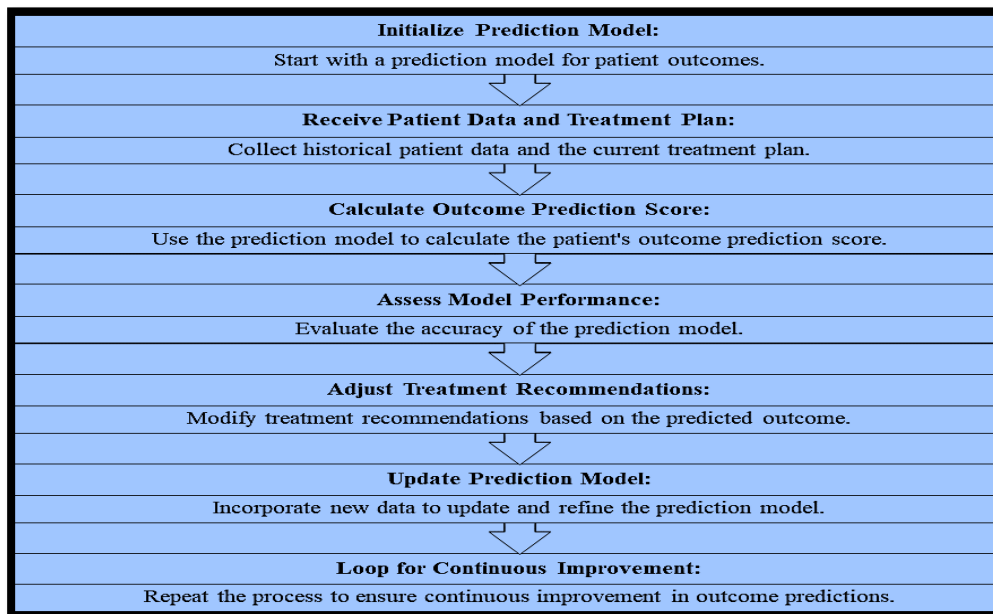 Initialize Prediction Model:
Start with a prediction model for patient outcomes.
Receive Patient Data and Treatment Plan:
Collect historical patient data and the current treatment plan.
Calculate Outcome Prediction Score:
Use the prediction model to calculate the patient's outcome prediction score.
Assess Model Performance:
Evaluate the accuracy of the prediction model.
Adjust Treatment Recommendations:
Modify treatment recommendations based on the predicted outcome.
Update Prediction Model:
Incorporate new data to update and refine the prediction model.
Loop for Continuous Improvement:
Repeat the process to ensure continuous improvement in outcome predictions.